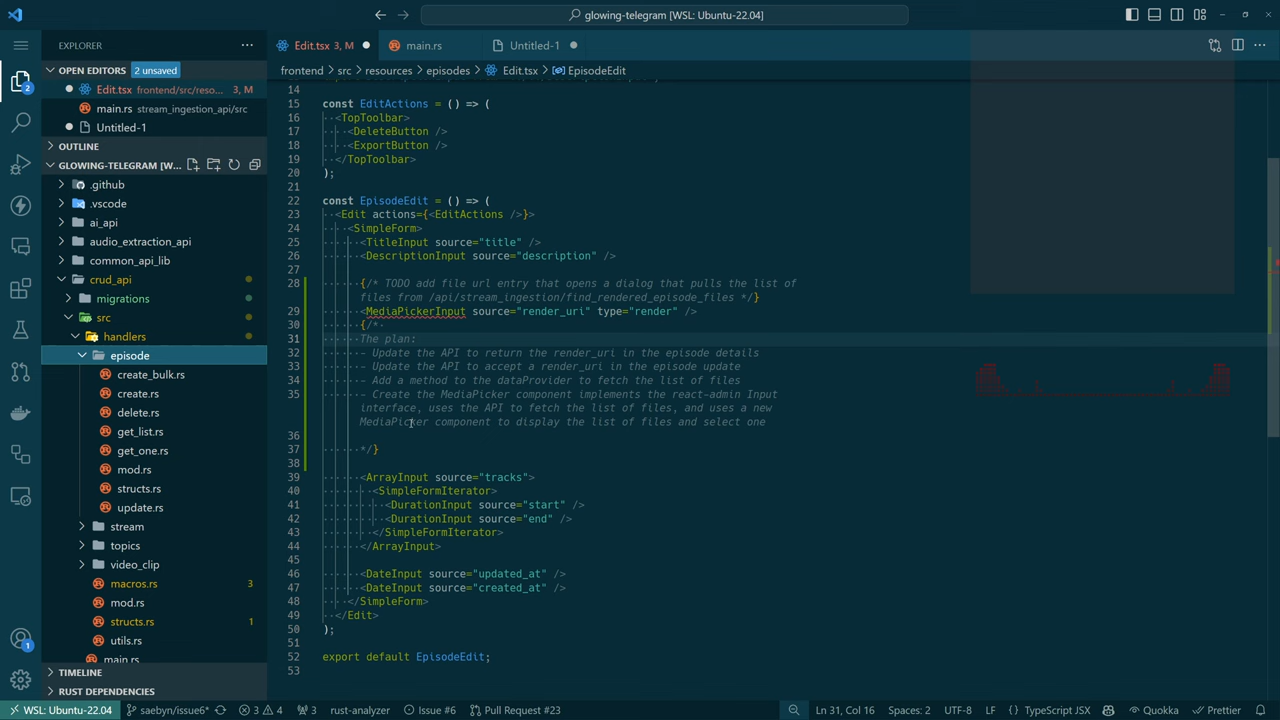 glowing-telegram [WSL: Ubuntu-22.04]
EXPLORER
OPEN EDITORS 2 unsaved
Edit.tsx frontend/src/reso... 3, M
main.rs stream_ingestion_api/src
Untitled-1
OUTLINE
GLOWING-TELEGRAM [W...
.github
.vscode
ai_api
audio_extraction_api
common_api_lib
crud_api
migrations
src
handlers
episode
create_bulk.rs
create.rs
delete.rs
get_list.rs
get_one.rs
mod.rs
structs.rs
update.rs
stream
topics
video_clip
macros.rs 3
mod.rs
structs.rs 1
utils.rs
main.rs
TIMELINE
RUST ANALYZER DEPENDENCIES
2
1
Edit.tsx 3, M
main.rs
Untitled-1
frontend > src > resources > episodes > Edit.tsx > EpisodeEdit
14
15 const EditActions = () => (
16 <TopToolbar>
17 <DeleteButton />
18 <ExportButton />
19 </TopToolbar>
20 );
21
22 const EpisodeEdit = () => (
23 <Edit actions={<EditActions />}>
24 <SimpleForm>
25 <TitleInput source="title" />
26 <DescriptionInput source="description" />
27
28 {/* TODO add file url entry that opens a dialog that pulls the list of
files from /api/stream_ingestion/find_rendered_episode_files */}
29 <MediaPickerInput source="render_uri" type="render" />
30 {/*
31 The plan:
32 - Update the API to return the render_uri in the episode details
33 - Update the API to accept a render_uri in the episode update
34 - Add a method to the dataProvider to fetch the list of files
35 - Create the MediaPicker component implements the react-admin Input
interface, uses the API to fetch the list of files, and uses a new
MediaPicker component to display the list of files and select one
36
37 */}
38
39 <ArrayInput source="tracks">
40 <SimpleFormIterator>
41 <DurationInput source="start" />
42 <DurationInput source="end" />
43 </SimpleFormIterator>
44 </ArrayInput>
45
46 <DateInput source="updated_at" />
47 <DateInput source="created_at" />
48 </SimpleForm>
49 </Edit>
50 );
51
52 export default EpisodeEdit;
53
WSL: Ubuntu-22.04 saebyn/issue6* 3 4 3 rust-analyzer Issue #6 Pull Request #23 Ln 31, Col 16 Spaces: 2 UTF-8 LF TypeScript JSX Quokka Prettier